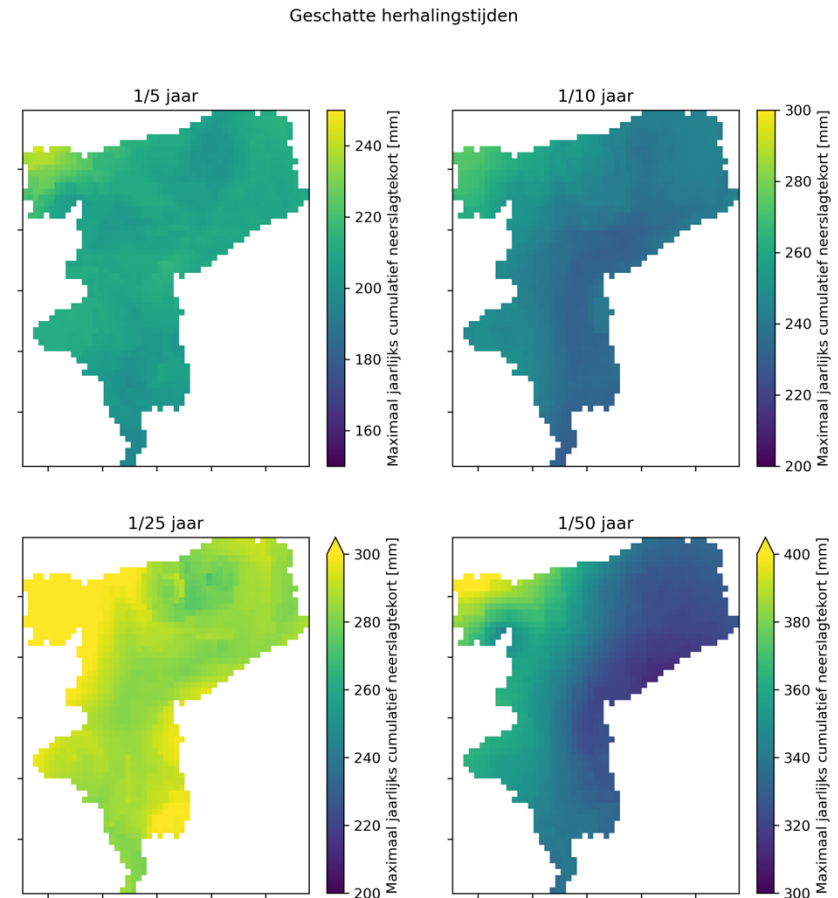 Geschatte herhalingstijden
1/5 jaar
240
220
200
180
160
Maximaal jaarlijks cumulatief neerslagtekort [mm]
1/10 jaar
300
280
260
240
220
200
Maximaal jaarlijks cumulatief neerslagtekort [mm]
1/25 jaar
300
280
260
240
220
200
Maximaal jaarlijks cumulatief neerslagtekort [mm]
1/50 jaar
400
380
360
340
320
300
Maximaal jaarlijks cumulatief neerslagtekort [mm]